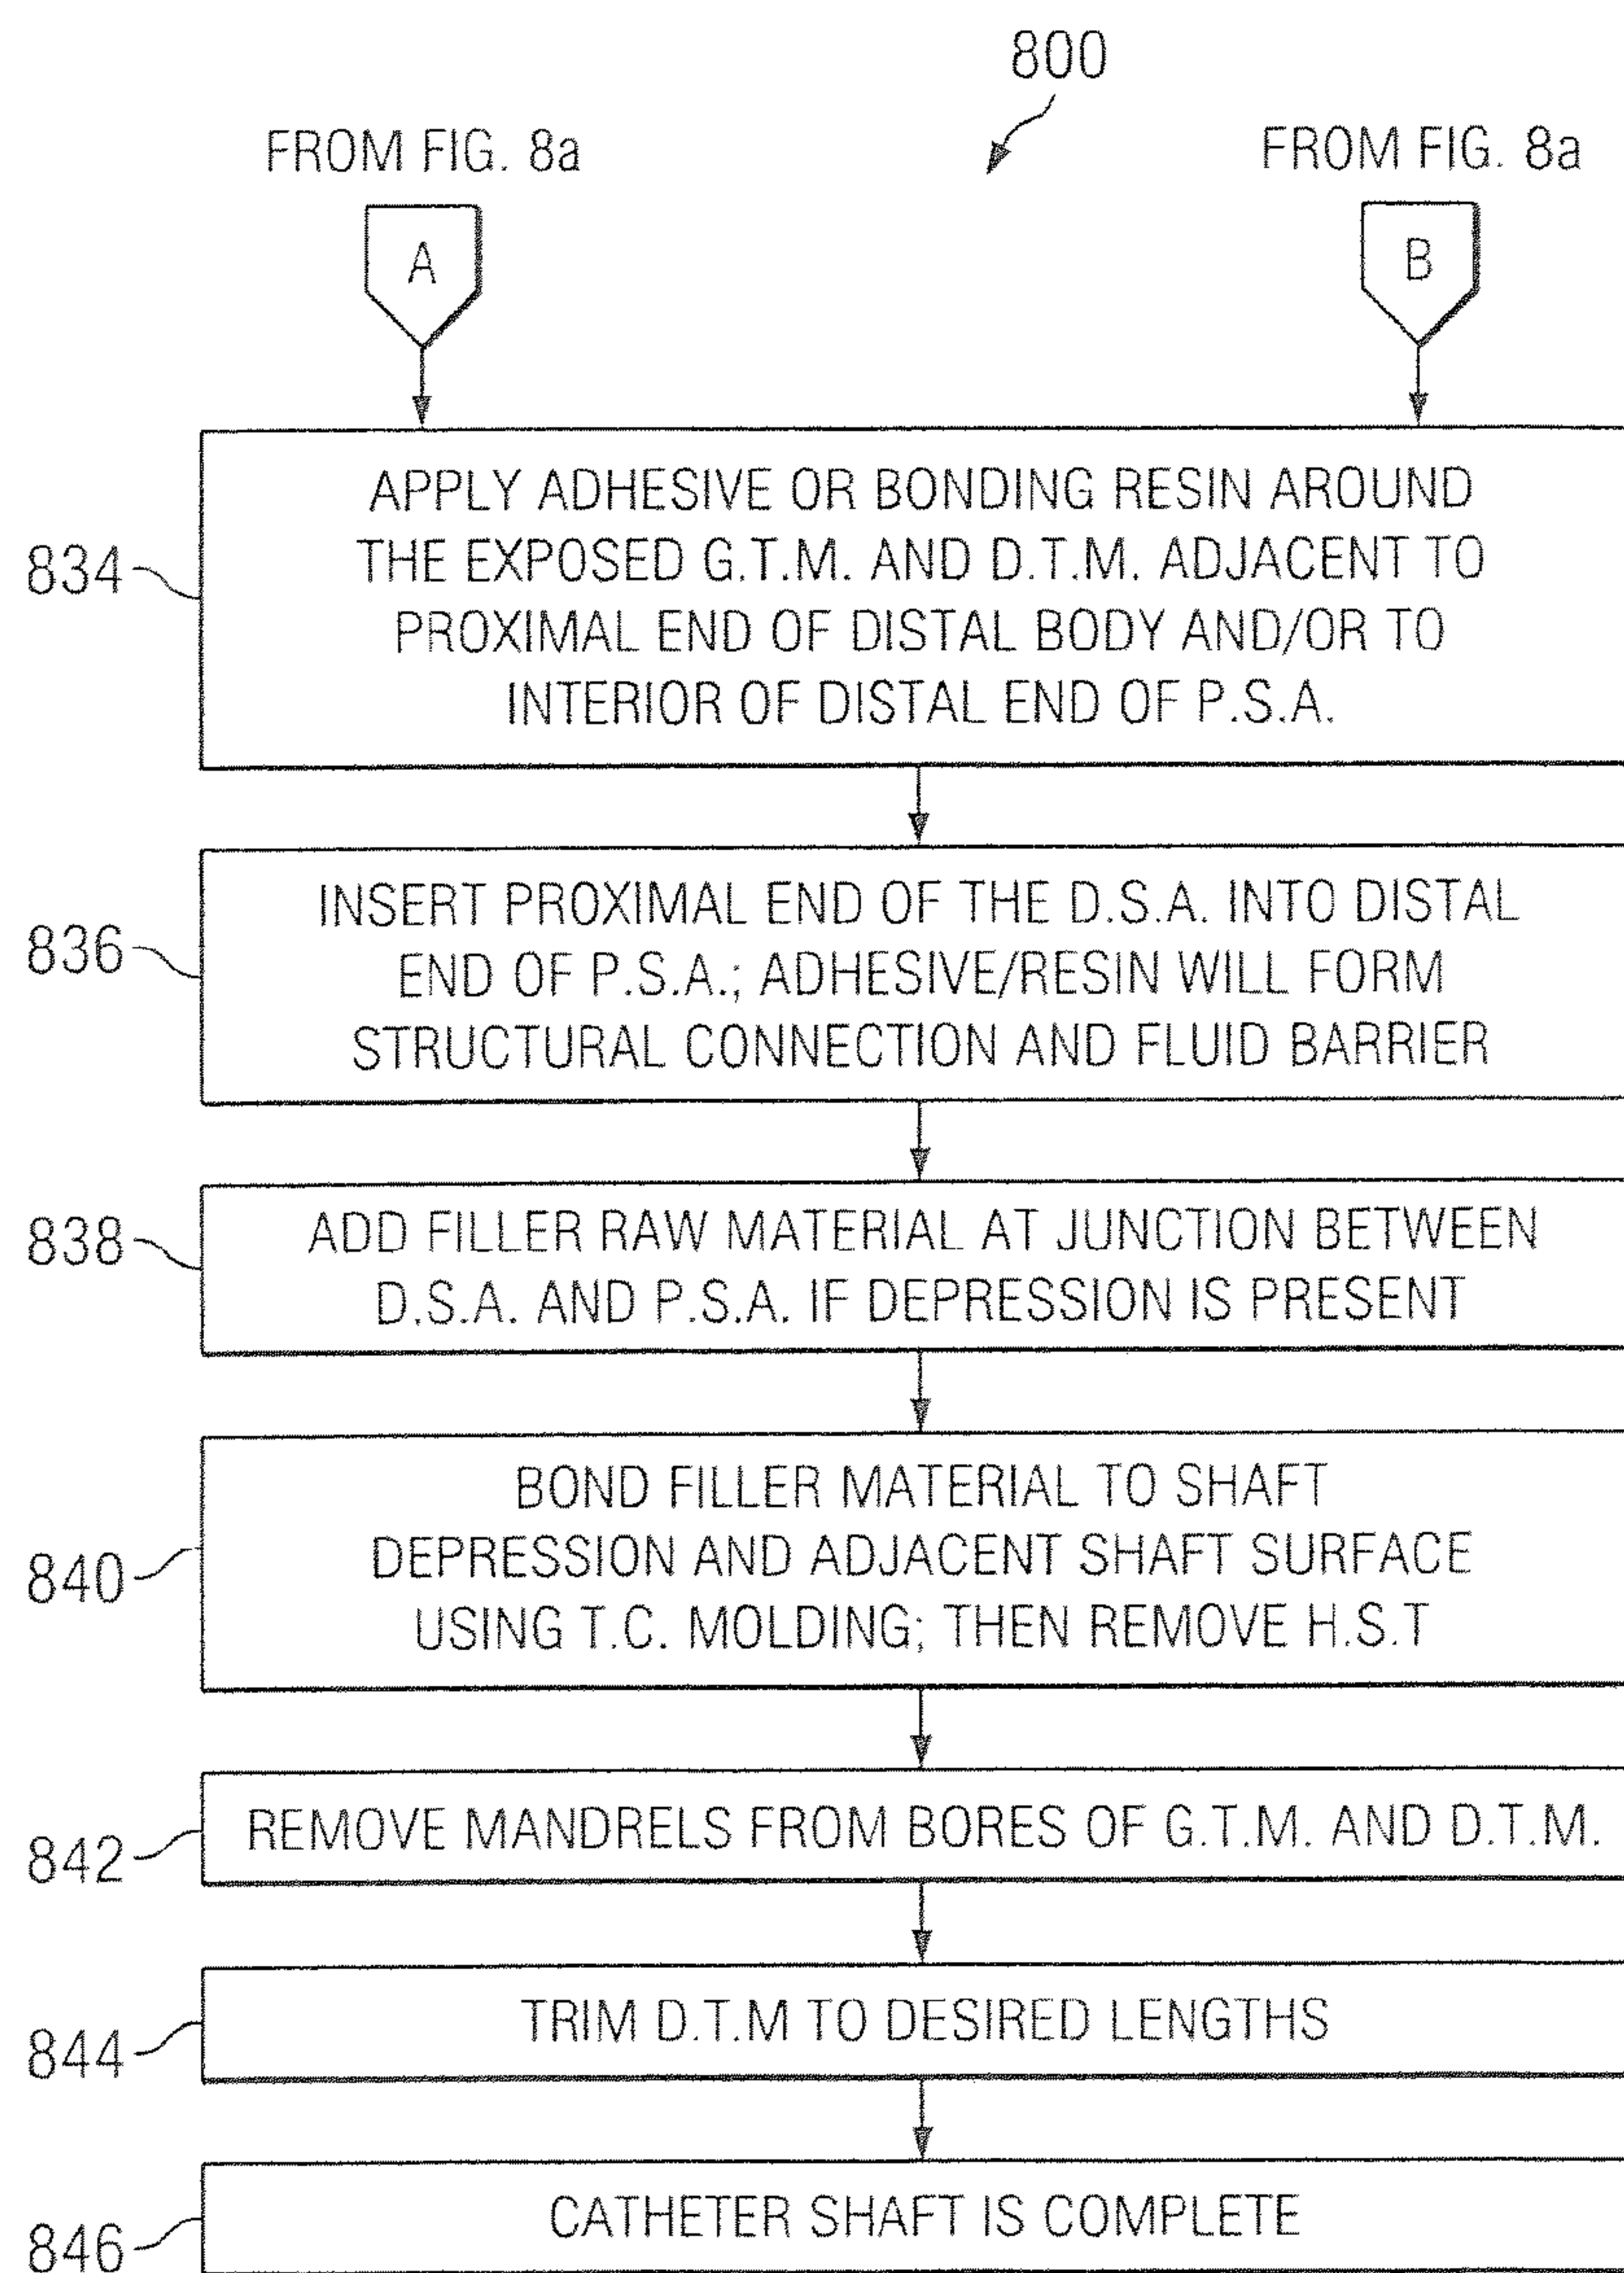 800
FROM FIG. 8a
FROM FIG. 8a
A
B
834
APPLY ADHESIVE OR BONDING RESIN AROUND
THE EXPOSED G.T.M. AND D.T.M. ADJACENT TO
PROXIMAL END OF DISTAL BODY AND/OR TO
INTERIOR OF DISTAL END OF P.S.A.
836
INSERT PROXIMAL END OF THE D.S.A. INTO DISTAL
END OF P.S.A.; ADHESIVE/RESIN WILL FORM
STRUCTURAL CONNECTION AND FLUID BARRIER
838
ADD FILLER RAW MATERIAL AT JUNCTION BETWEEN
D.S.A. AND P.S.A. IF DEPRESSION IS PRESENT
840
BOND FILLER MATERIAL TO SHAFT
DEPRESSION AND ADJACENT SHAFT SURFACE
USING T.C. MOLDING; THEN REMOVE H.S.T
842
REMOVE MANDRELS FROM BORES OF G.T.M. AND D.T.M.
844
TRIM D.T.M TO DESIRED LENGTHS
846
CATHETER SHAFT IS COMPLETE